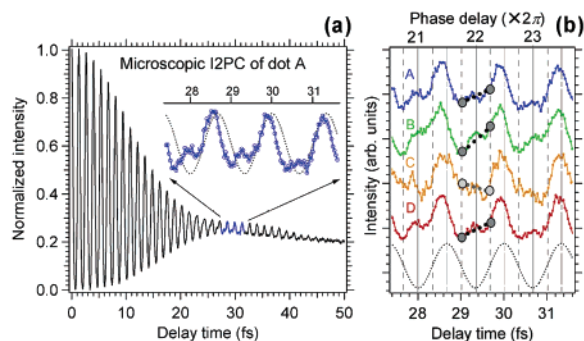 (a)
Microscopic I2PC of dot A
28 29 30 31
1.0
0.8
0.6
0.4
0.2
0.0
Normalized intensity
0 10 20 30 40 50
Delay time (fs)
Phase delay (×2π)
(b)
21 22 23
A
B
C
D
Intensity (arb. units)
28 29 30 31
Delay time (fs)